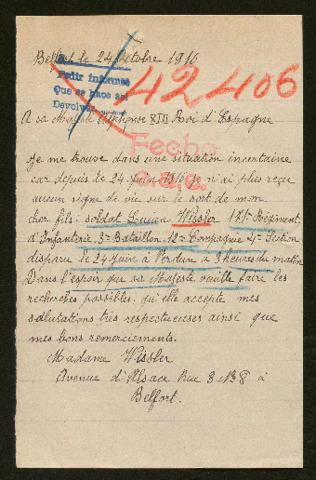 Belfort le 24 octobre 1916
Pedir informes
Que se hace así
Devolver
42406
A sa Majesté Alphonse XIII Roi d'Espagne
Fecho
Je me trouve dans une situation incertaine
car depuis le 24 juin 1916 je n'ai plus reçu
aucun signe de vie sur le sort de mon
cher fils: soldat Lucien Wissler Régiment
d'Infanterie 3e Bataillon 12e Compagnie 4e Section
disparu le 24 juin à Verdun à 3 heures du matin
Dans l'espoir que sa Majesté veuille faire les
recherches possibles, qu'elle accepte mes
salutations très respectueuses ainsi que
mes bons remerciements.
Madame Wissler
Avenue d'Alsace Rue 8 à
Belfort.